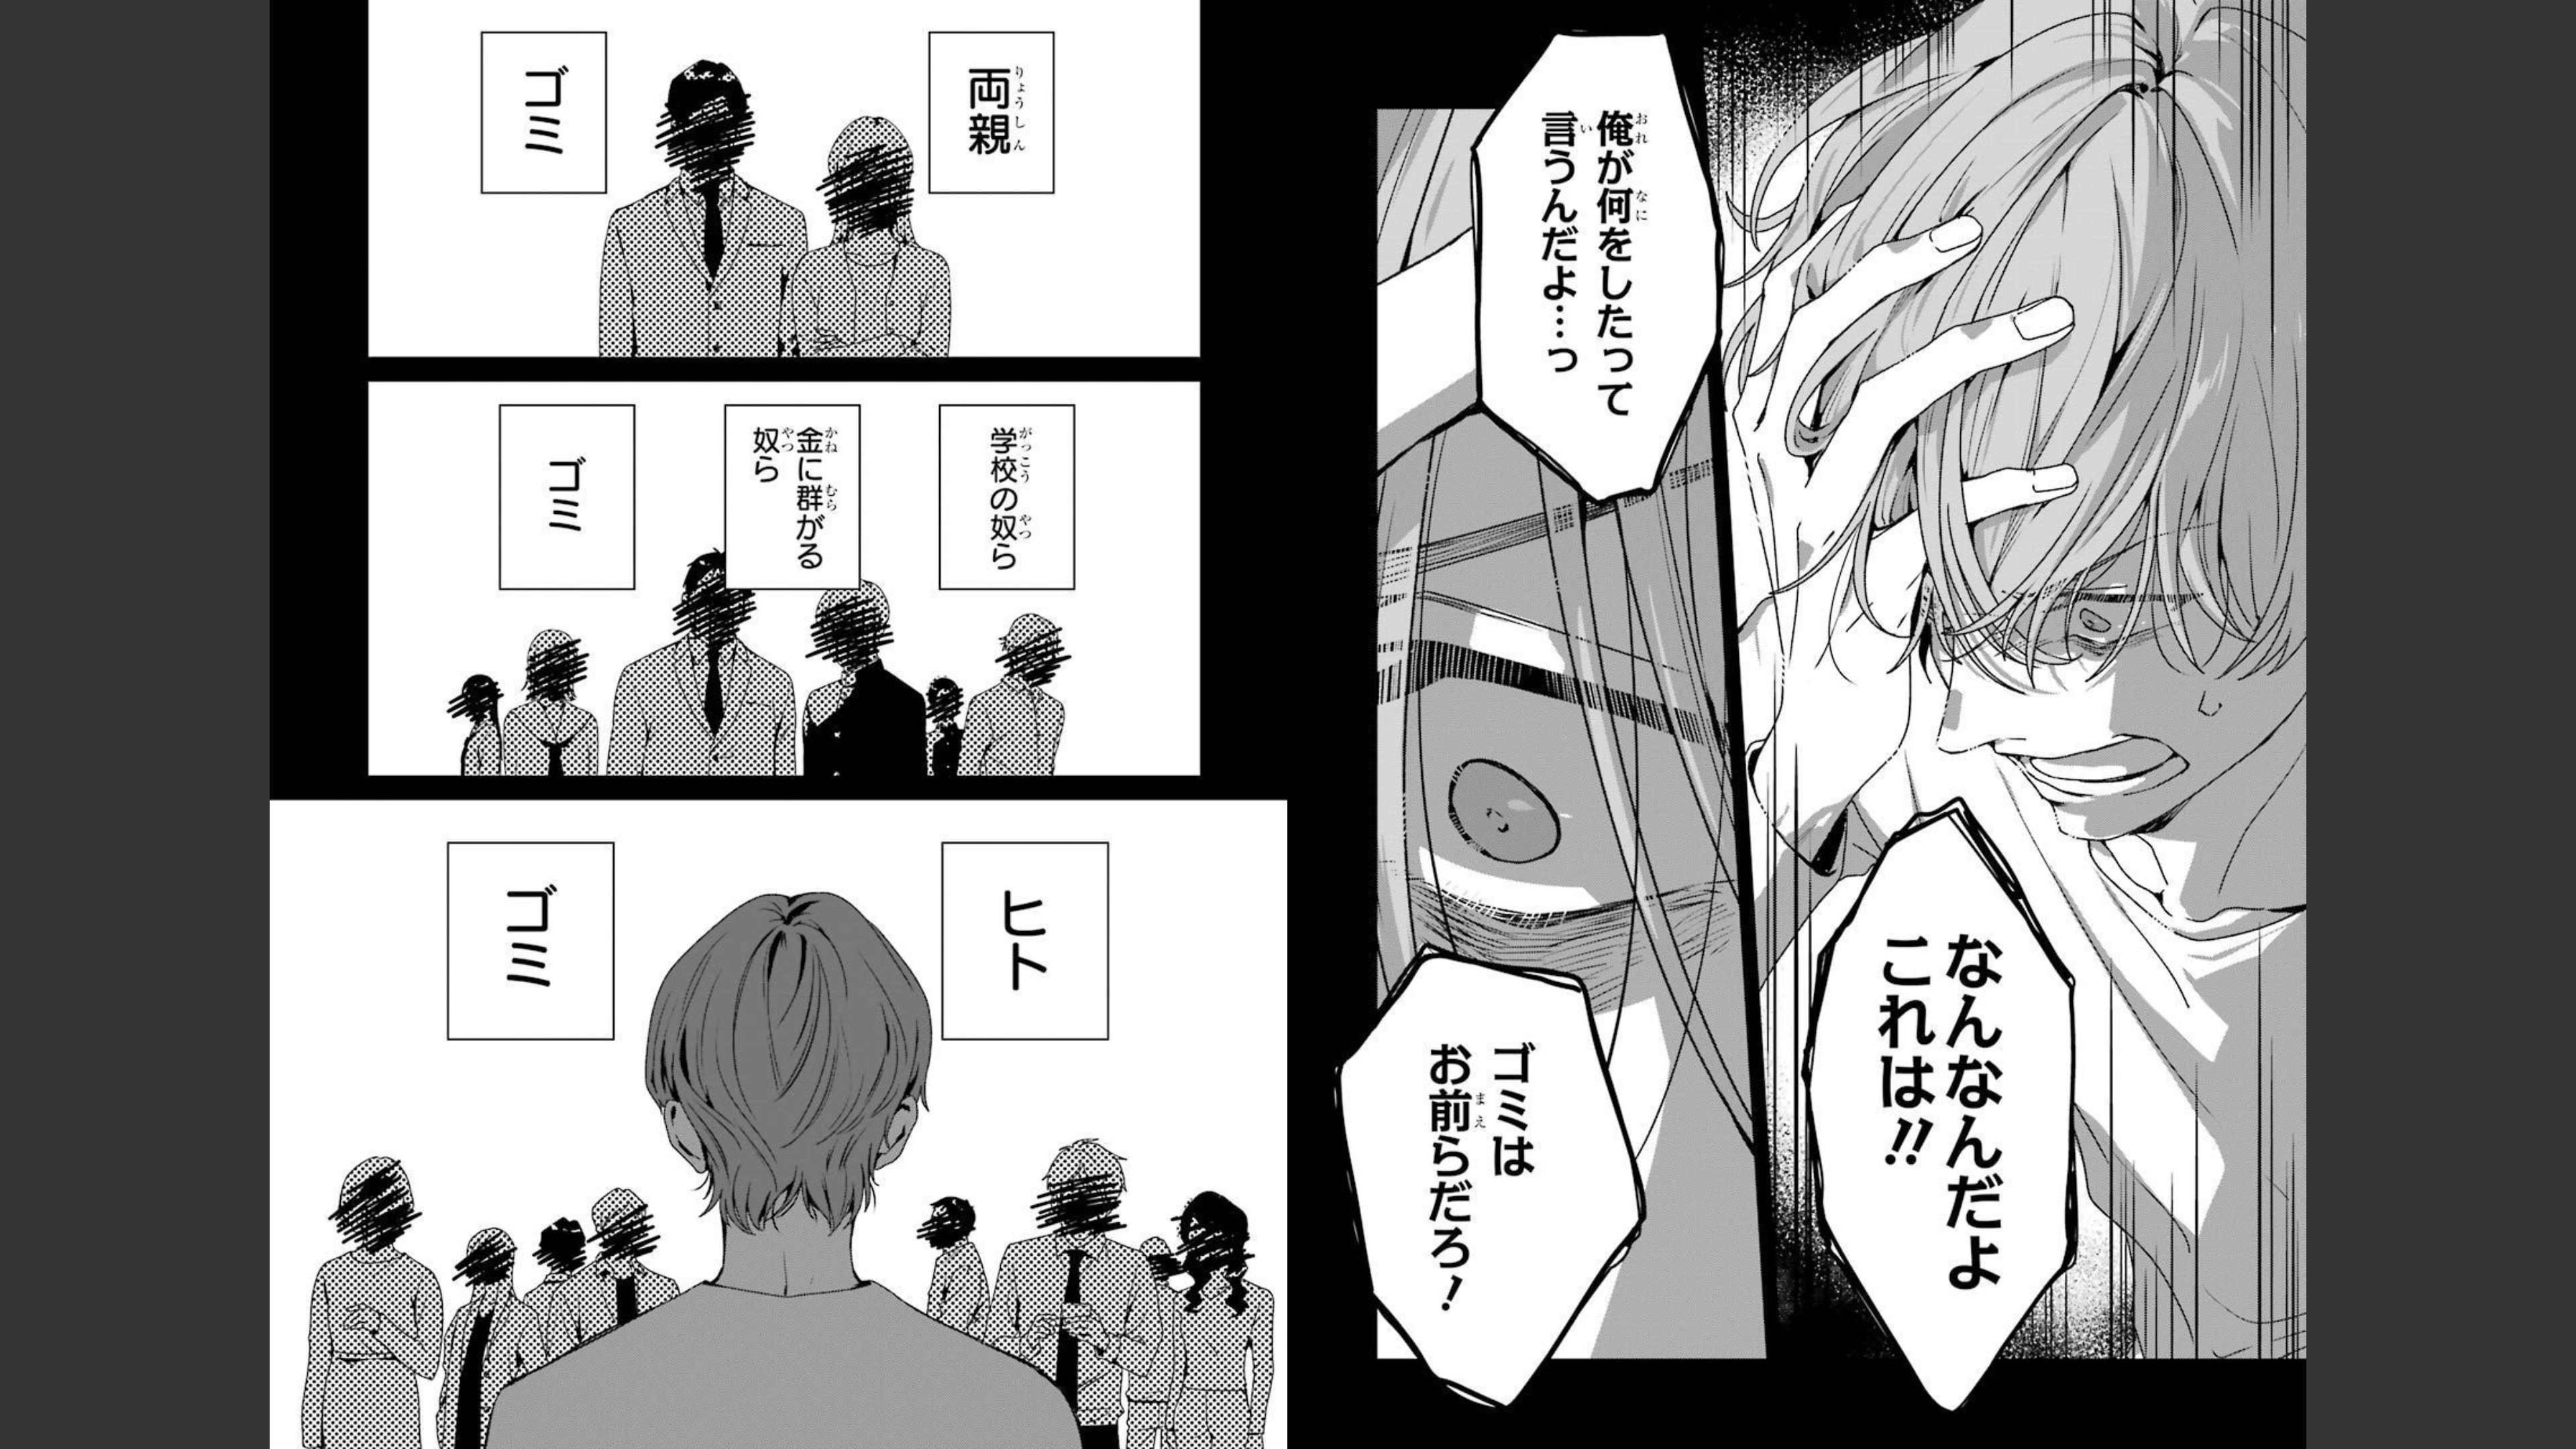 なんなんだよ
これは!!
俺が何をしたって
言うんだよ…っ
ゴミは
お前らだろ!
両親
ゴミ
学校の奴ら
金に群がる
奴ら
ゴミ
ヒト
ゴミ